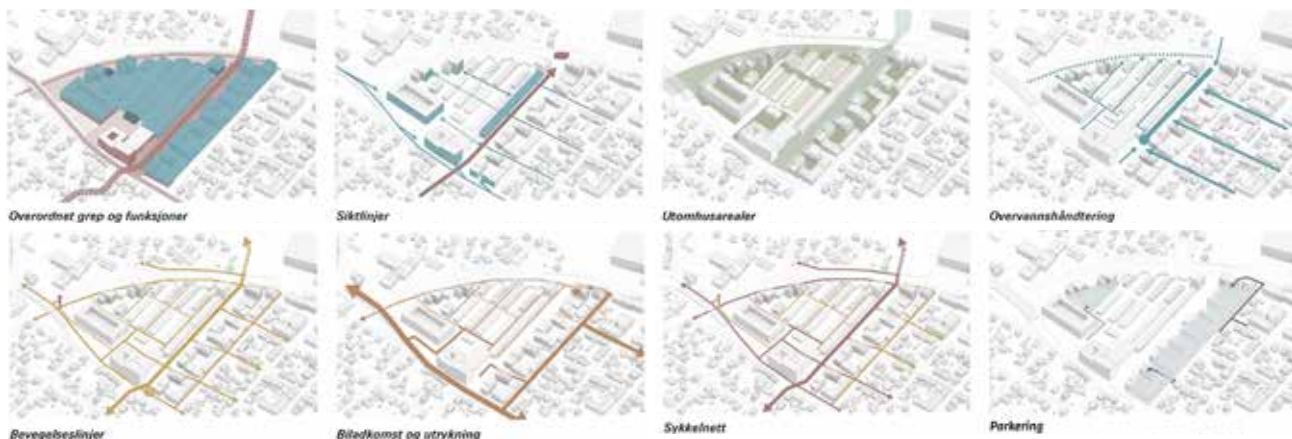 Overordnet grep og funksjoner
Siktlinjer
Utomhusarealer
Overvannshåndtering
Bevegelseslinjer
Biladkomst og utrykning
Sykkelnett
Parkering